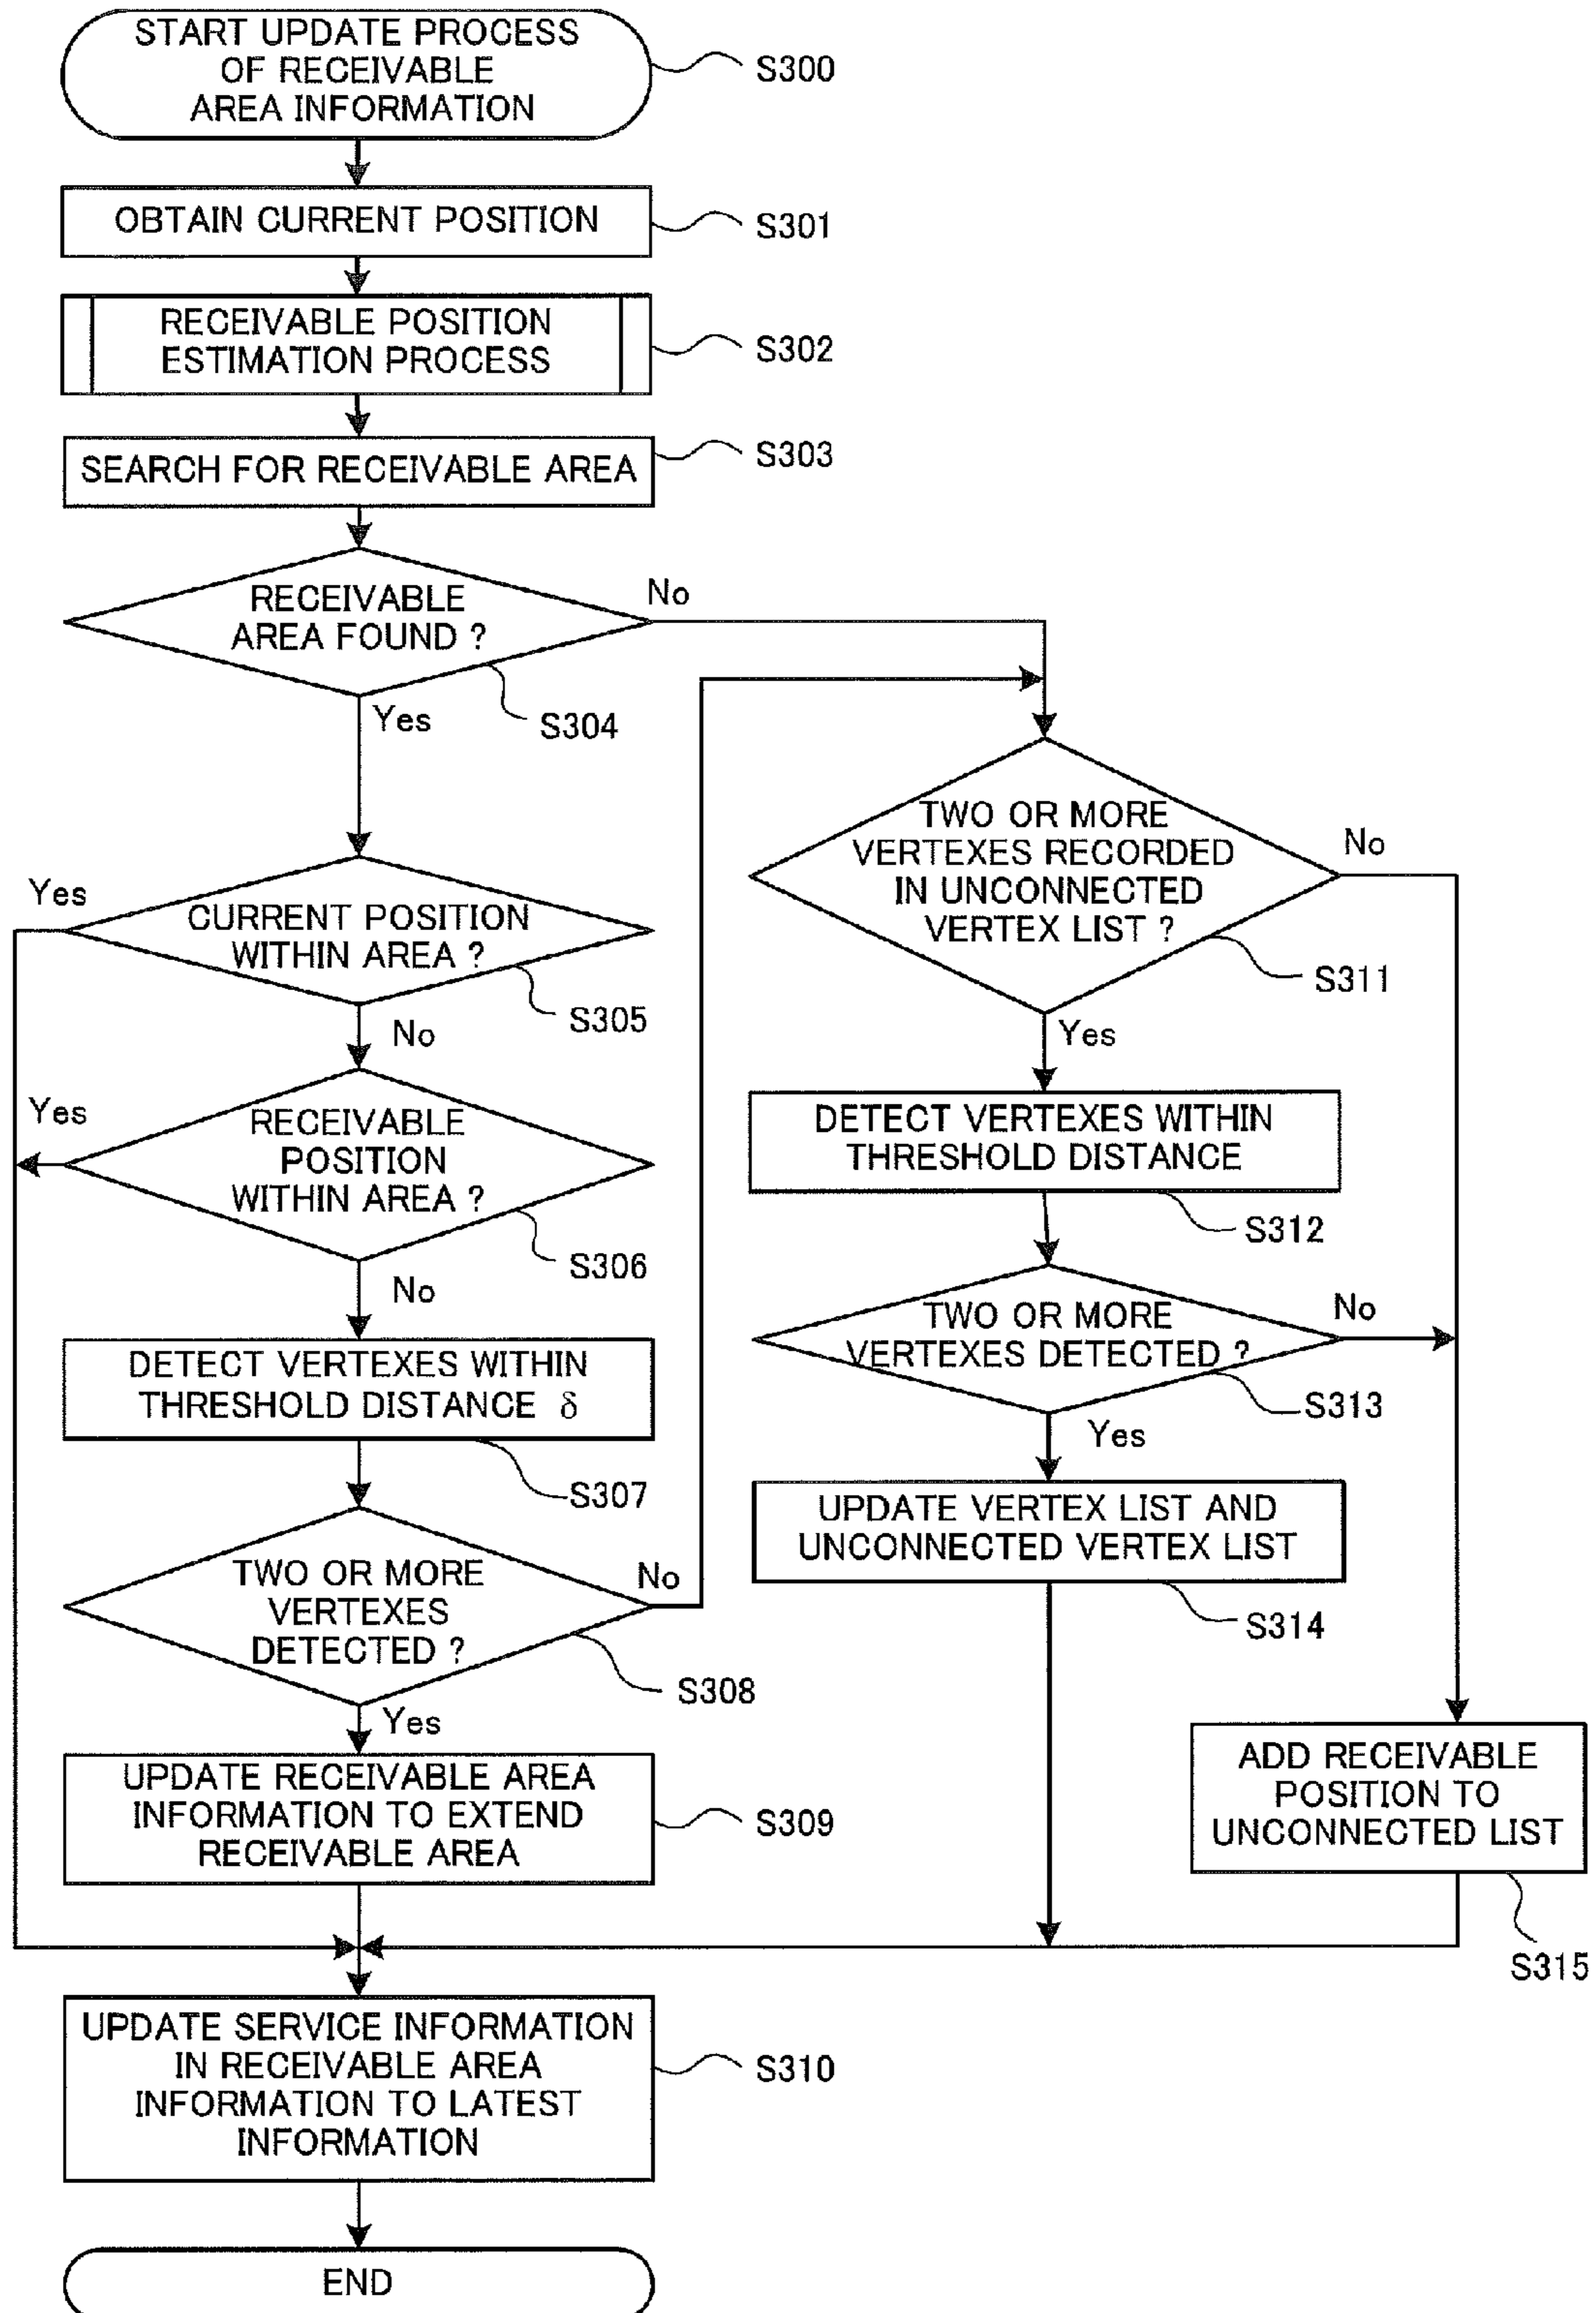 START UPDATE PROCESS
OF RECEIVABLE
AREA INFORMATION
S300
OBTAIN CURRENT POSITION
S301
RECEIVABLE POSITION
ESTIMATION PROCESS
S302
SEARCH FOR RECEIVABLE AREA
S303
RECEIVABLE
AREA FOUND ?
No
Yes
S304
Yes
CURRENT POSITION
WITHIN AREA ?
S305
No
Yes
RECEIVABLE
POSITION
WITHIN AREA ?
S306
No
DETECT VERTEXES WITHIN
THRESHOLD DISTANCE δ
S307
TWO OR MORE
VERTEXES
DETECTED ?
No
S308
Yes
UPDATE RECEIVABLE AREA
INFORMATION TO EXTEND
RECEIVABLE AREA
S309
UPDATE SERVICE INFORMATION
IN RECEIVABLE AREA
INFORMATION TO LATEST
INFORMATION
S310
END
TWO OR MORE
VERTEXES RECORDED
IN UNCONNECTED
VERTEX LIST ?
No
S311
Yes
DETECT VERTEXES WITHIN
THRESHOLD DISTANCE
S312
TWO OR MORE
VERTEXES DETECTED ?
No
S313
Yes
UPDATE VERTEX LIST AND
UNCONNECTED VERTEX LIST
S314
ADD RECEIVABLE
POSITION TO
UNCONNECTED LIST
S315